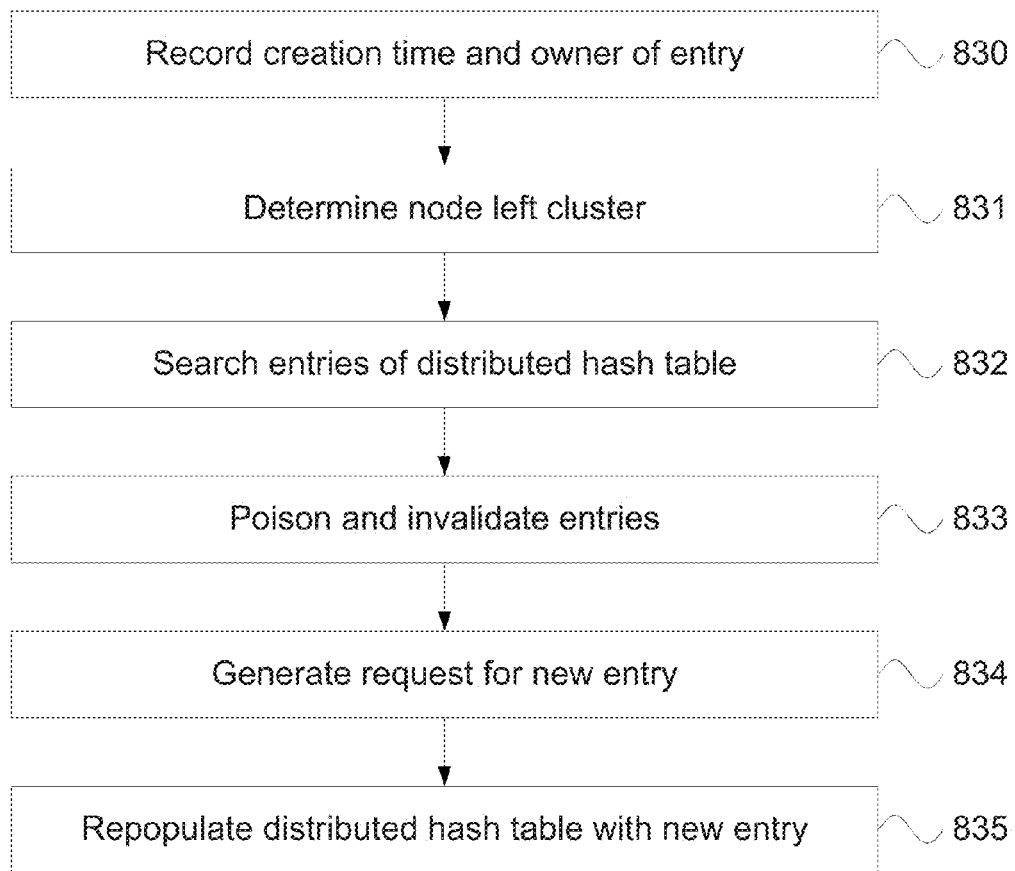 Record creation time and owner of entry 830
Determine node left cluster 831
Search entries of distributed hash table 832
Poison and invalidate entries 833
Generate request for new entry 834
Repopulate distributed hash table with new entry 835